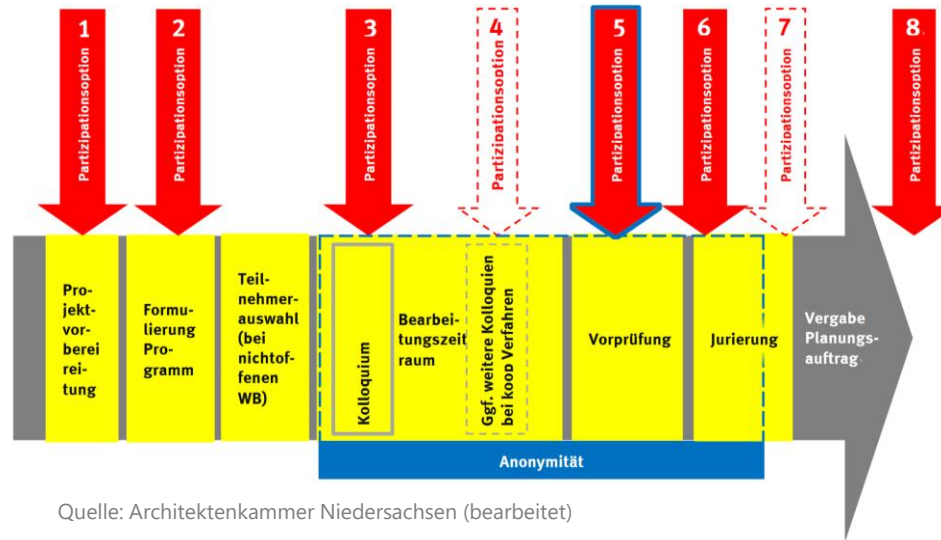 1
Partizipationsoption
2
Partizipationsoption
3
Partizipationsoption
4
Partizipationsoption
5
Partizipationsoption
6
Partizipationsoption
7
Partizipationsoption
8.
Partizipationsoption
Pro-
jekt-
vor-
berei
rei-
tung
Formu-
lierung
Pro-
gramm
Teil-
nehmer-
auswahl
(bei
nichtof-
fenen
WB)
Kolloquium
Bearbei-
tungszeit
raum
Ggf. weitere Kolloquien
bei koop Verfahren
Vorprüfung
Jurierung
Vergabe
Planungs-
auftrag.
Anonymität
Quelle: Architektenkammer Niedersachsen (bearbeitet)